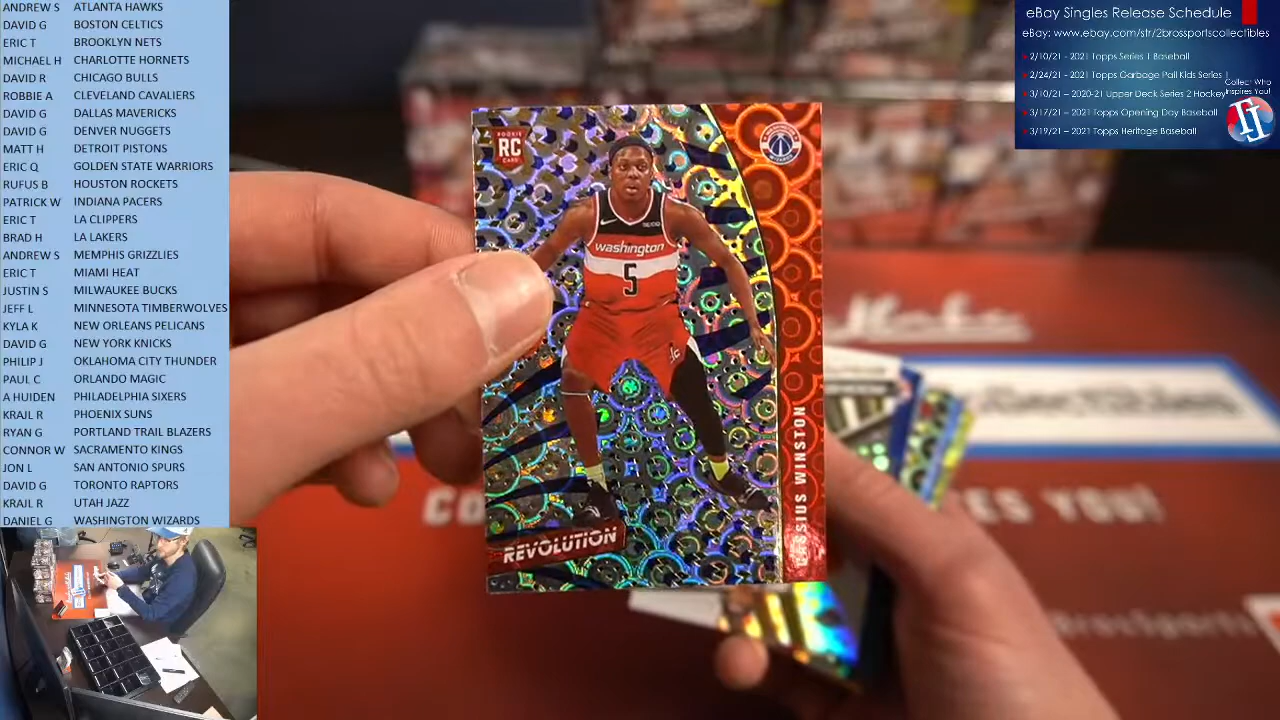 ANDREW S ATLANTA HAWKS
DAVID G BOSTON CELTICS
ERIC T BROOKLYN NETS
MICHAEL H CHARLOTTE HORNETS
DAVID R CHICAGO BULLS
ROBBIE A CLEVELAND CAVALIERS
DAVID G DALLAS MAVERICKS
DAVID G DENVER NUGGETS
MATT H DETROIT PISTONS
ERIC Q GOLDEN STATE WARRIORS
RUFUS B HOUSTON ROCKETS
PATRICK W INDIANA PACERS
ERIC T LA CLIPPERS
BRAD H LA LAKERS
ANDREW S MEMPHIS GRIZZLIES
ERIC T MIAMI HEAT
JUSTIN S MILWAUKEE BUCKS
JEFF L MINNESOTA TIMBERWOLVES
KYLA K NEW ORLEANS PELICANS
DAVID G NEW YORK KNICKS
PHILIP J OKLAHOMA CITY THUNDER
PAUL C ORLANDO MAGIC
A HUIDEN PHILADELPHIA SIXERS
KRAIL R PHOENIX SUNS
RYAN G PORTLAND TRAIL BLAZERS
CONNOR W SACRAMENTO KINGS
JON L SAN ANTONIO SPURS
DAVID G TORONTO RAPTORS
KRAIL R UTAH JAZZ
DANIEL G WASHINGTON WIZARDS
eBay Singles Release Schedule
eBay: www.ebay.com/str/2brossportscollectibles
2/10/21 - 2021 Topps Series 1 Baseball
2/24/21 - 2021 Topps Garbage Pail Kids Series 1
3/10/21 – 2020-21 Upper Deck Series 2 Hockey
3/17/21 – 2021 Topps Opening Day Baseball
3/19/21 – 2021 Topps Heritage Baseball
Collect Who
Inspires You!
ROOKIE
RC
CARD
Washington
5
REVOLUTION
CASSIUS WINSTON
YOU!